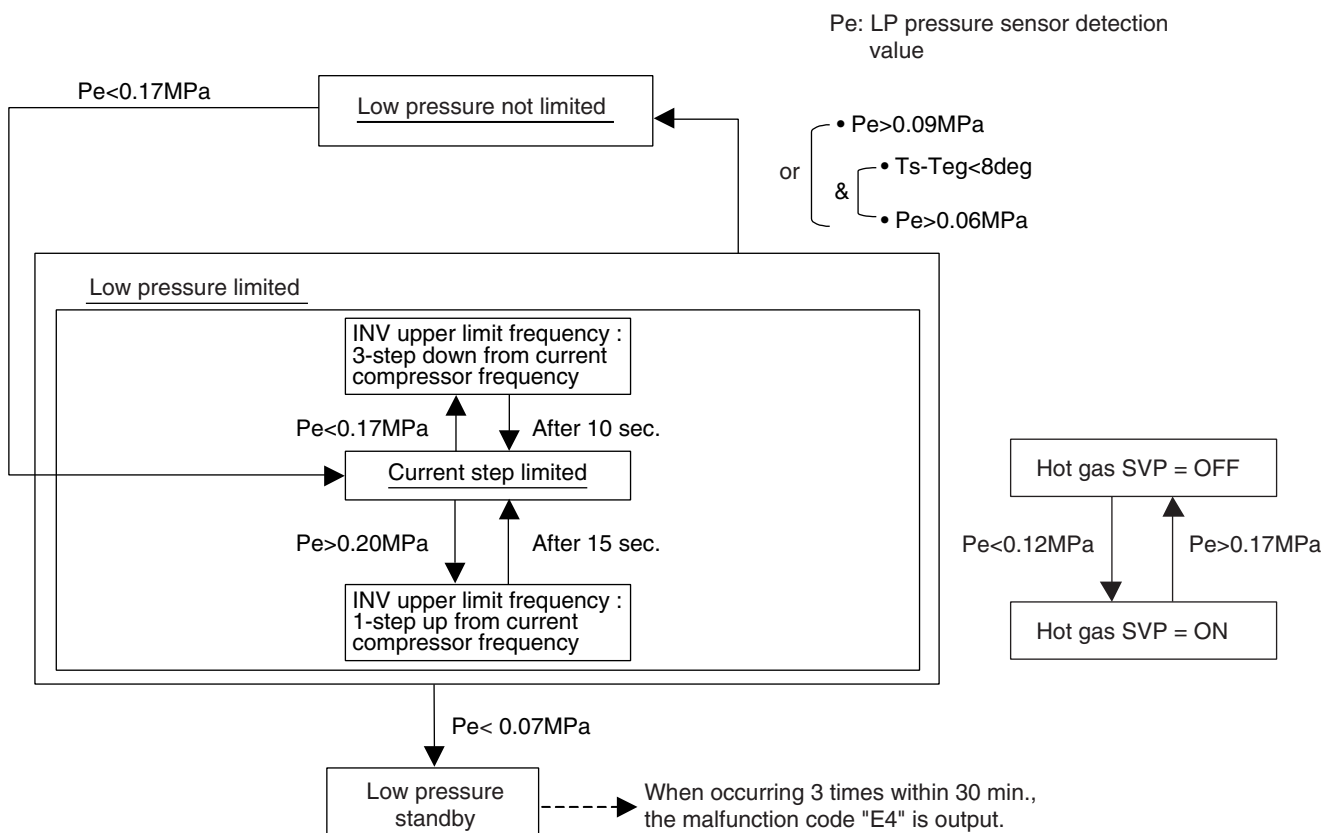 Pe: LP pressure sensor detection
value
Pe<0.17MPa
Low pressure not limited
• Pe>0.09MPa
or
&
• Ts-Teg<8deg
• Pe>0.06MPa
Low pressure limited
INV upper limit frequency :
3-step down from current
compressor frequency
Pe<0.17MPa
After 10 sec.
Current step limited
Pe>0.20MPa
After 15 sec.
INV upper limit frequency :
1-step up from current
compressor frequency
Hot gas SVP = OFF
Pe<0.12MPa
Pe>0.17MPa
Hot gas SVP = ON
Pe< 0.07MPa
Low pressure
standby
When occurring 3 times within 30 min.,
the malfunction code "E4" is output.